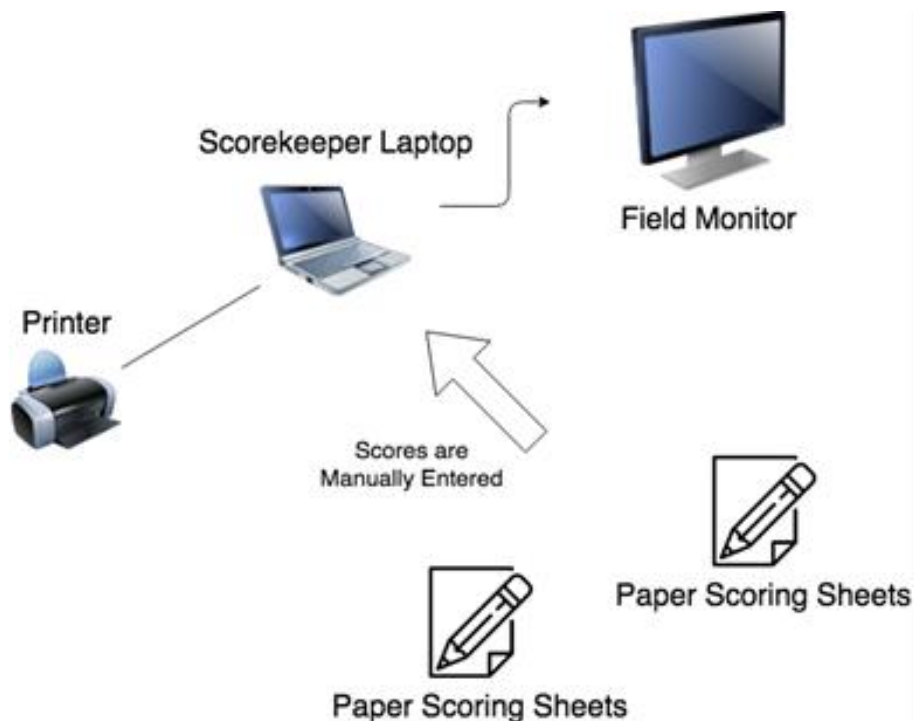 Scorekeeper Laptop
Field Monitor
Printer
Scores are
Manually Entered
Paper Scoring Sheets
Paper Scoring Sheets